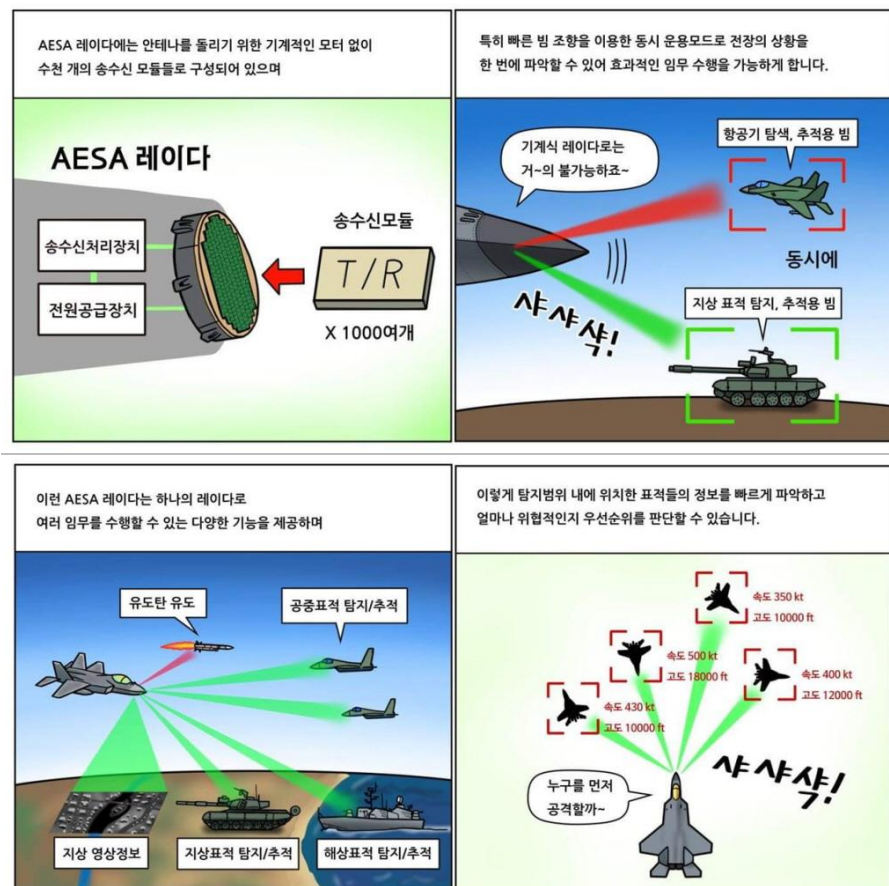 AESA 레이다에는 안테나를 돌리기 위한 기계적인 모터 없이
수천 개의 송수신 모듈들로 구성되어 있으며
AESA 레이다
송수신처리장치
전원공급장치
송수신모듈
T/R
X 1000여개
특히 빠른 빔 조향을 이용한 동시 운용모드로 전장의 상황을
한 번에 파악할 수 있어 효과적인 임무 수행을 가능하게 합니다.
기계식 레이다로는
거~의 불가능하죠~
항공기 탐색, 추적용 빔
동시에
지상 표적 탐지, 추적용 빔
샤샤샥!
이런 AESA 레이다는 하나의 레이다로
여러 임무를 수행할 수 있는 다양한 기능을 제공하며
유도탄 유도
공중표적 탐지/추적
지상 영상정보
지상표적 탐지/추적
해상표적 탐지/추적
이렇게 탐지범위 내에 위치한 표적들의 정보를 빠르게 파악하고
얼마나 위협적인지 우선순위를 판단할 수 있습니다.
속도 350 kt
고도 10000 ft
속도 500 kt
고도 18000 ft
속도 400 kt
고도 12000 ft
속도 430 kt
고도 10000 ft
누구를 먼저
공격할까~
샤샤샥!